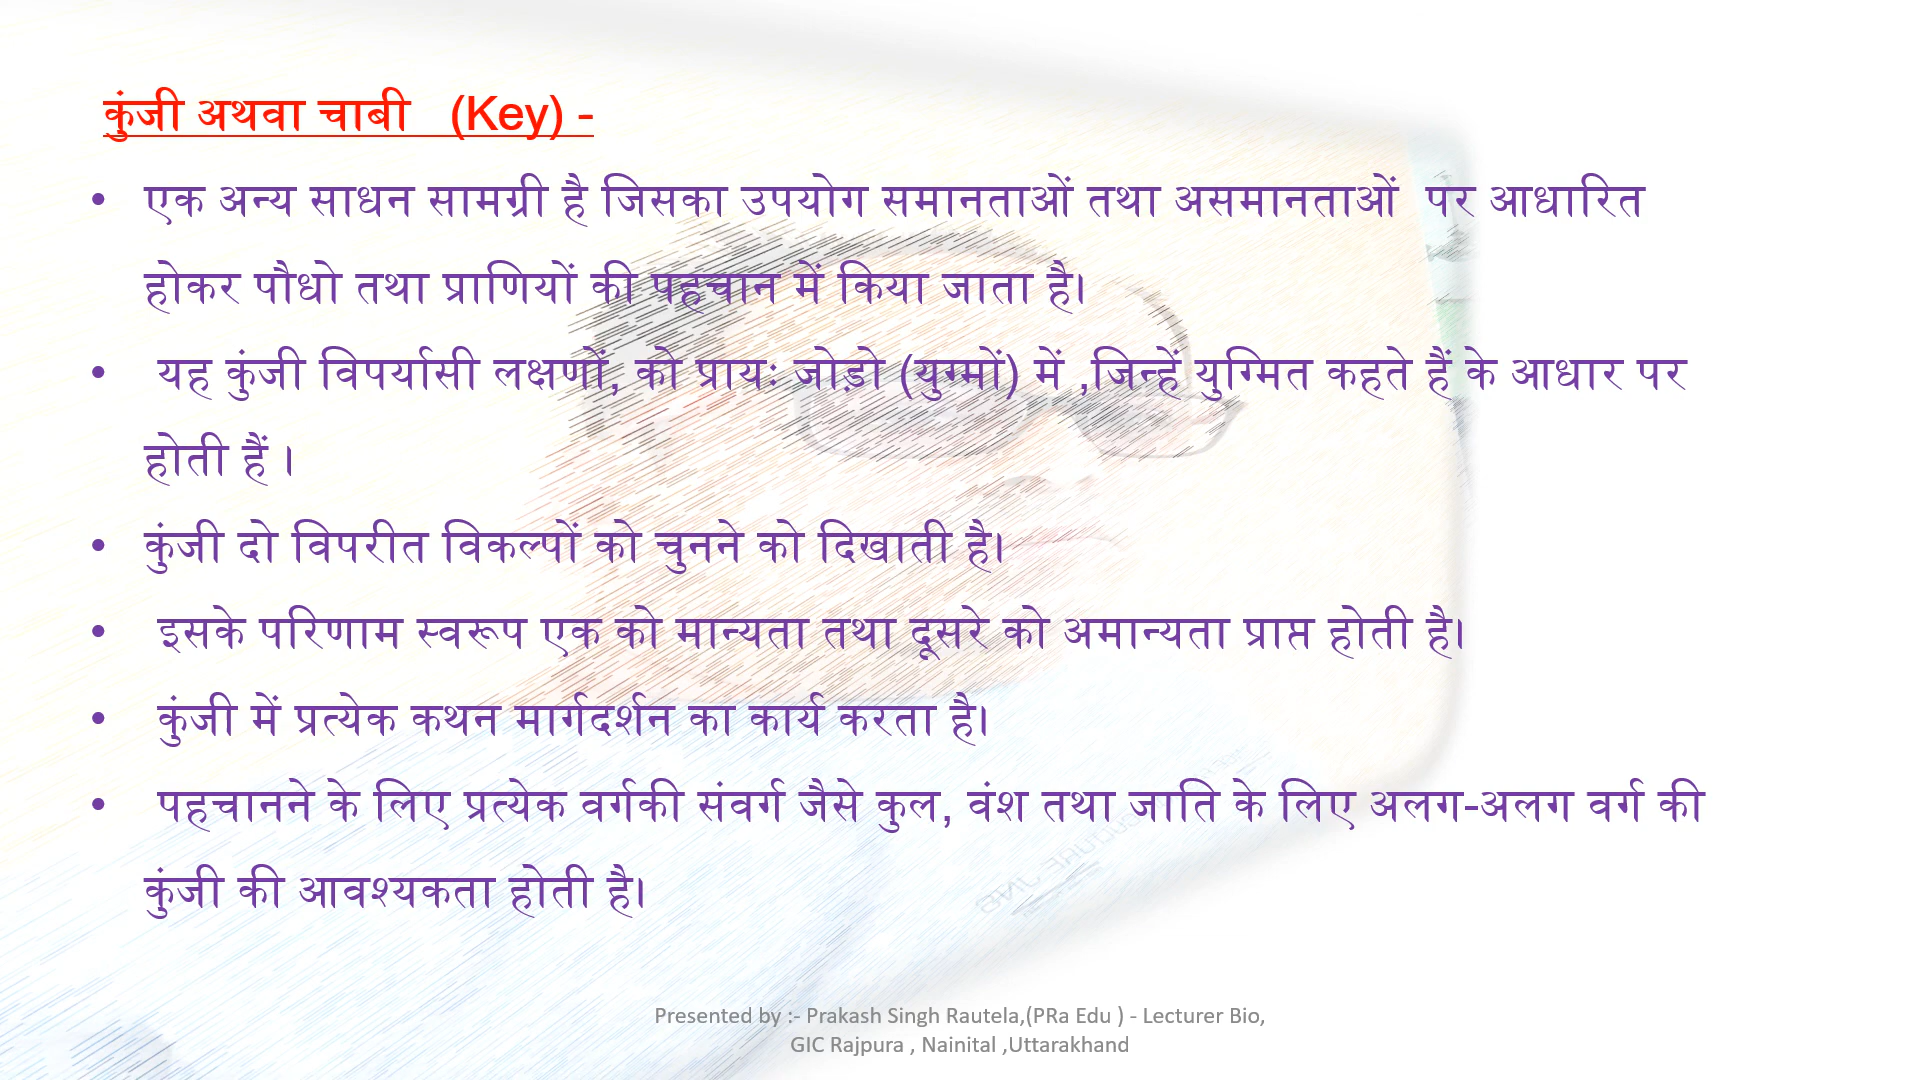 कुंजी अथवा चाबी (Key) -
• एक अन्य साधन सामग्री है जिसका उपयोग समानताओं तथा असमानताओं पर आधारित
होकर पौधो तथा प्राणियों की पहचान में किया जाता है।
• यह कुंजी विपर्यासी लक्षणों, को प्रायः जोड़ो (युग्मों) में ,जिन्हें युग्मित कहते हैं के आधार पर
होती हैं ।
• कुंजी दो विपरीत विकल्पों को चुनने को दिखाती है।
• इसके परिणाम स्वरूप एक को मान्यता तथा दूसरे को अमान्यता प्राप्त होती है।
• कुंजी में प्रत्येक कथन मार्गदर्शन का कार्य करता है।
• पहचानने के लिए प्रत्येक वर्गकी संवर्ग जैसे कुल, वंश तथा जाति के लिए अलग-अलग वर्ग की
कुंजी की आवश्यकता होती है।
Presented by :- Prakash Singh Rautela,(PRa Edu ) - Lecturer Bio,
GIC Rajpura , Nainital ,Uttarakhand